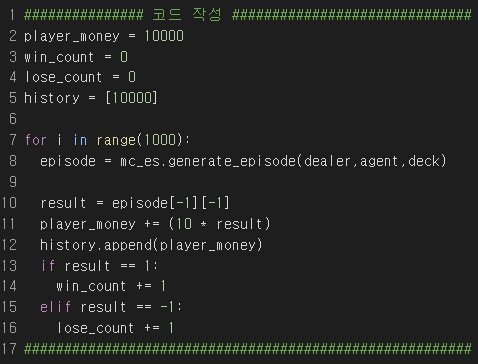 1 ############### 코드 작성 ##############################
2 player_money = 10000
3 win_count = 0
4 lose_count = 0
5 history = [10000]
6
7 for i in range(1000):
8   episode = mc_es.generate_episode(dealer,agent,deck)
9
10   result = episode[-1][-1]
11   player_money += (10 * result)
12   history.append(player_money)
13   if result == 1:
14     win_count += 1
15   elif result == -1:
16     lose_count += 1
17 ########################################################